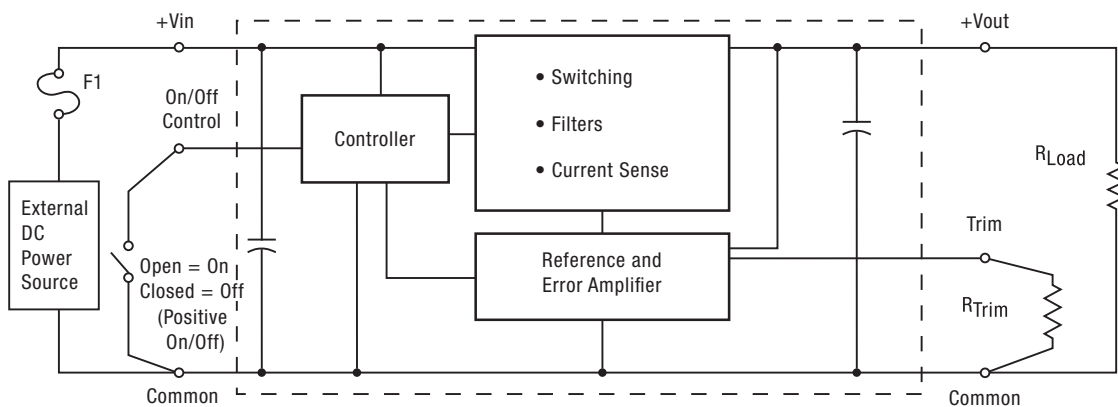 +Vin
+Vout
F1
On/Off
Control
Controller
• Switching
• Filters
• Current Sense
RLoad
External
DC
Power
Source
Open = On
Closed = Off
(Positive
On/Off)
Reference and
Error Amplifier
Trim
RTrim
Common
Common